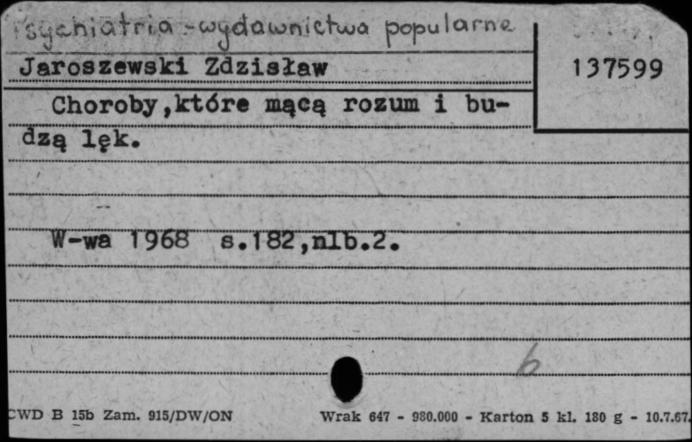 Psychiatria - wydawnictwa popularne
Jaroszewski Zdzisław
137599
Choroby,które mącą rozum i bu-
dzą lęk.
W-wa 1968 s.182,nlb.2.
6
CWD B 15b Zam. 915/DW/ON Wrak 647 - 980.000 - Karton 5 kl. 180 g - 10.7.67.